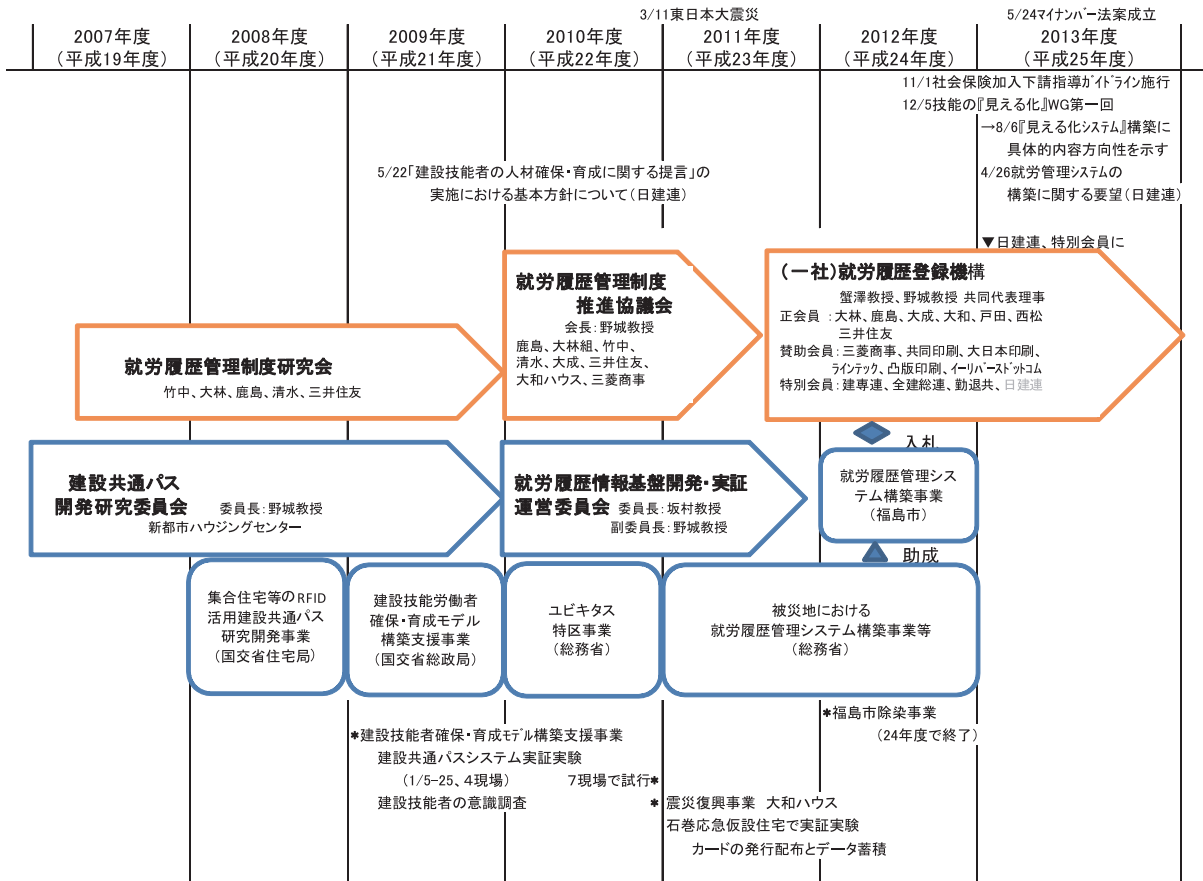 3/11東日本大震災
5/24マイナンバー法案成立
2007年度
(平成19年度)
2008年度
(平成20年度)
2009年度
(平成21年度)
2010年度
(平成22年度)
2011年度
(平成23年度)
2012年度
(平成24年度)
2013年度
(平成25年度)
11/1社会保険加入下請指導ガイドライン施行
12/5技能の『見える化』WG第一回
→8/6『見える化システム』構築に
具体的内容方向性を示す
4/26就労管理システムの
構築に関する要望(日建連)
5/22「建設技能者の人材確保・育成に関する提言」の
実施における基本方針について(日建連)
▼日建連、特別会員に
就労履歴管理制度研究会
竹中、大林、鹿島、清水、三井住友
就労履歴管理制度
推進協議会
会長:野城教授
鹿島、大林組、竹中、
清水、大成、三井住友、
大和ハウス、三菱商事
(一社)就労履歴登録機構
蟹澤教授、野城教授 共同代表理事
正会員 :大林、鹿島、大成、大和、戸田、西松
三井住友
賛助会員:三菱商事、共同印刷、大日本印刷、
ラインテック、凸版印刷、イーリバースドットコム
特別会員:建専連、全建総連、勤退共、日建連
入札
建設共通パス
開発研究委員会 委員長:野城教授
新都市ハウジングセンター
就労履歴情報基盤開発・実証
運営委員会 委員長:坂村教授
副委員長:野城教授
就労履歴管理シス
テム構築事業
(福島市)
助成
集合住宅等のRFID
活用建設共通パス
研究開発事業
(国交省住宅局)
建設技能労働者
確保・育成モデル
構築支援事業
(国交省総政局)
ユビキタス
特区事業
(総務省)
被災地における
就労履歴管理システム構築事業等
(総務省)
*福島市除染事業
(24年度で終了)
*建設技能者確保・育成モデル構築支援事業
建設共通パスシステム実証実験
(1/5-25、4現場)
建設技能者の意識調査
7現場で試行*
* 震災復興事業 大和ハウス
石巻応急仮設住宅で実証実験
カードの発行配布とデータ蓄積